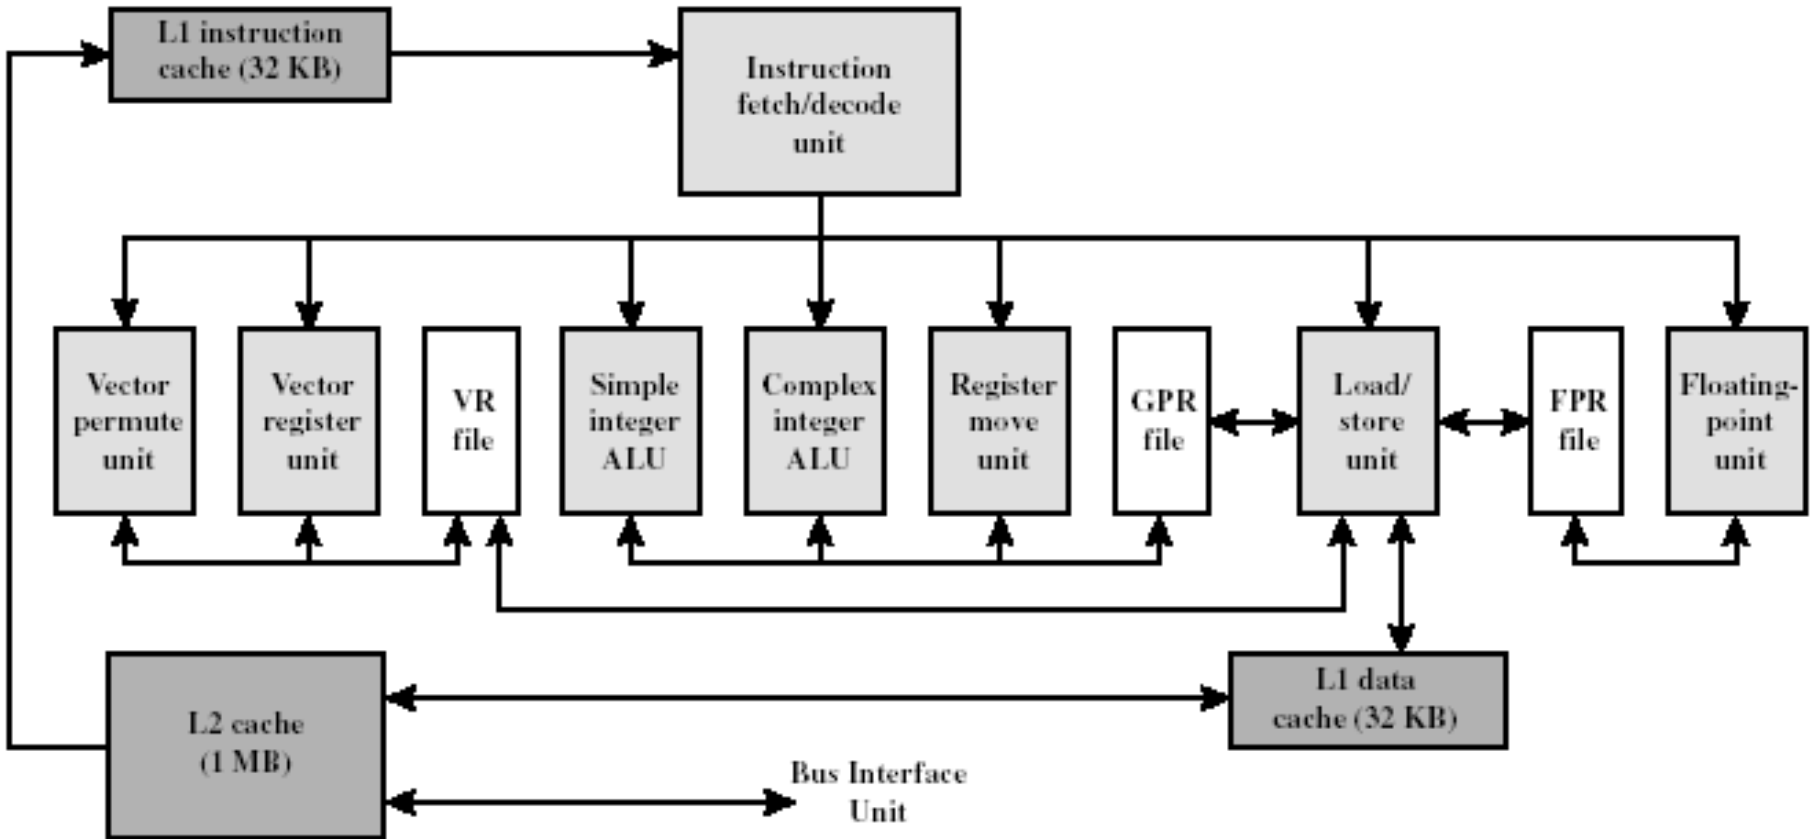 L1 instruction
cache (32 KB)
Instruction
fetch/decode
unit
Vector
permute
unit
Vector
register
unit
VR
file
Simple
integer
ALU
Complex
integer
ALU
Register
move
unit
GPR
file
Load/
store
unit
FPR
file
Floating-
point
unit
L2 cache
(1 MB)
L1 data
cache (32 KB)
Bus Interface
Unit